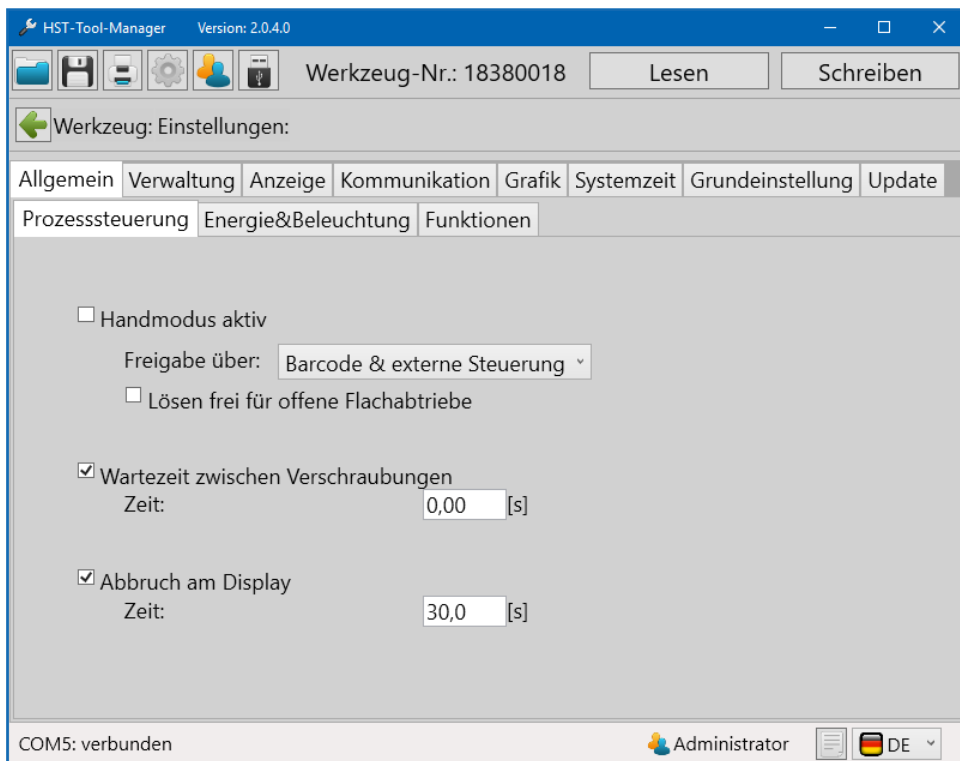 HST-Tool-Manager Version: 2.0.4.0
Werkzeug-Nr.: 18380018 Lesen Schreiben
Werkzeug: Einstellungen:
Allgemein Verwaltung Anzeige Kommunikation Grafik Systemzeit Grundeinstellung Update
Prozesssteuerung Energie&Beleuchtung Funktionen
Handmodus aktiv
Freigabe über: Barcode & externe Steuerung
Lösen frei für offene Flachabtriebe
Wartezeit zwischen Verschraubungen
Zeit: 0,00 [s]
Abbruch am Display
Zeit: 30,0 [s]
COM5: verbunden Administrator DE